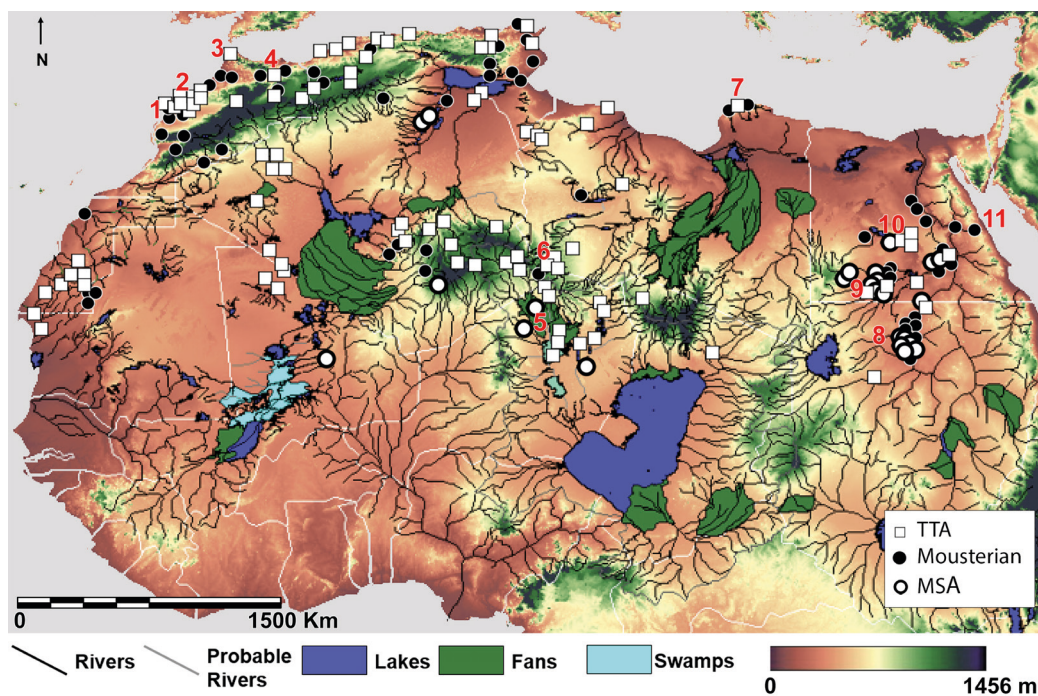 N
3
4
2
1
7
10
11
6
9
5
8
TTA
Mousterian
MSA
0
1500 Km
Rivers
Probable
Rivers
Lakes
Fans
Swamps
0
1456 m